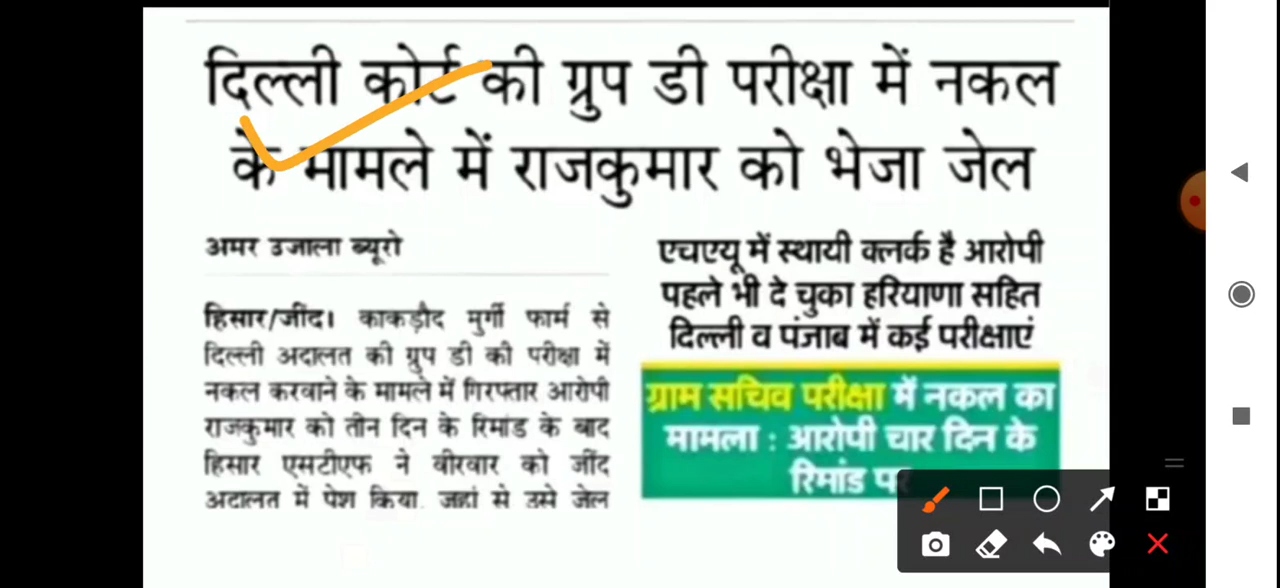 दिल्ली कोर्ट की ग्रुप डी परीक्षा में नकल
के मामले में राजकुमार को भेजा जेल
अमर उजाला ब्यूरो
हिसार/जींद। काकड़ौद मुर्गी फार्म से
दिल्ली अदालत की ग्रुप डी की परीक्षा में
नकल करवाने के मामले में गिरफ्तार आरोपी
राजकुमार को तीन दिन के रिमांड के बाद
हिसार एसटीएफ ने वीरवार को जींद
अदालत में पेश किया, जहां से उसे जेल
एचएयू में स्थायी क्लर्क है आरोपी
पहले भी दे चुका हरियाणा सहित
दिल्ली व पंजाब में कई परीक्षाएं
ग्राम सचिव परीक्षा में नकल का
मामला : आरोपी चार दिन के
रिमांड